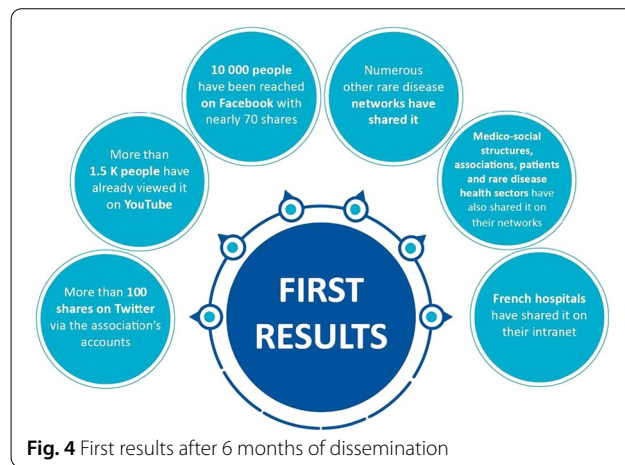 10 000 people
have been reached
on Facebook with
nearly 70 shares
Numerous
other rare disease
networks have
shared it
More than
1.5 K people have
already viewed it
on YouTube
Medico-social
structures,
associations, patients
and rare disease
health sectors have
also shared it on
their networks
More than 100
shares on Twitter
via the association's
accounts
FIRST
RESULTS
French hospitals
have shared it on
their intranet
Fig. 4 First results after 6 months of dissemination